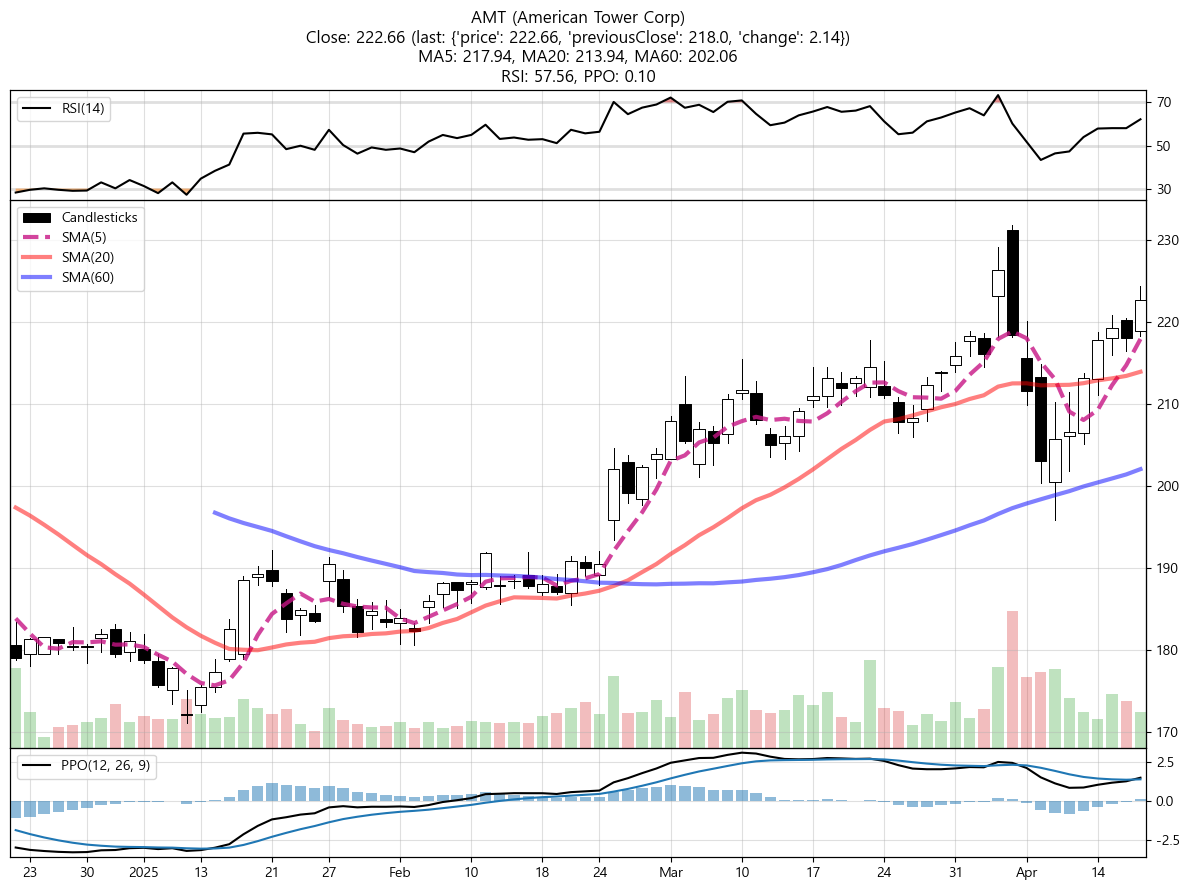 AMT (American Tower Corp)
Close: 222.66 (last: {'price': 222.66, 'previousClose': 218.0, 'change': 2.14})
MA5: 217.94, MA20: 213.94, MA60: 202.06
RSI: 57.56, PPO: 0.10
RSI(14)
70
50
30
Candlesticks
SMA(5)
SMA(20)
SMA(60)
230
220
210
200
190
180
170
PPO(12, 26, 9)
2.5
0.0
−2.5
23 30 2025 13 21 27 Feb 10 18 24 Mar 10 17 24 31 Apr 14